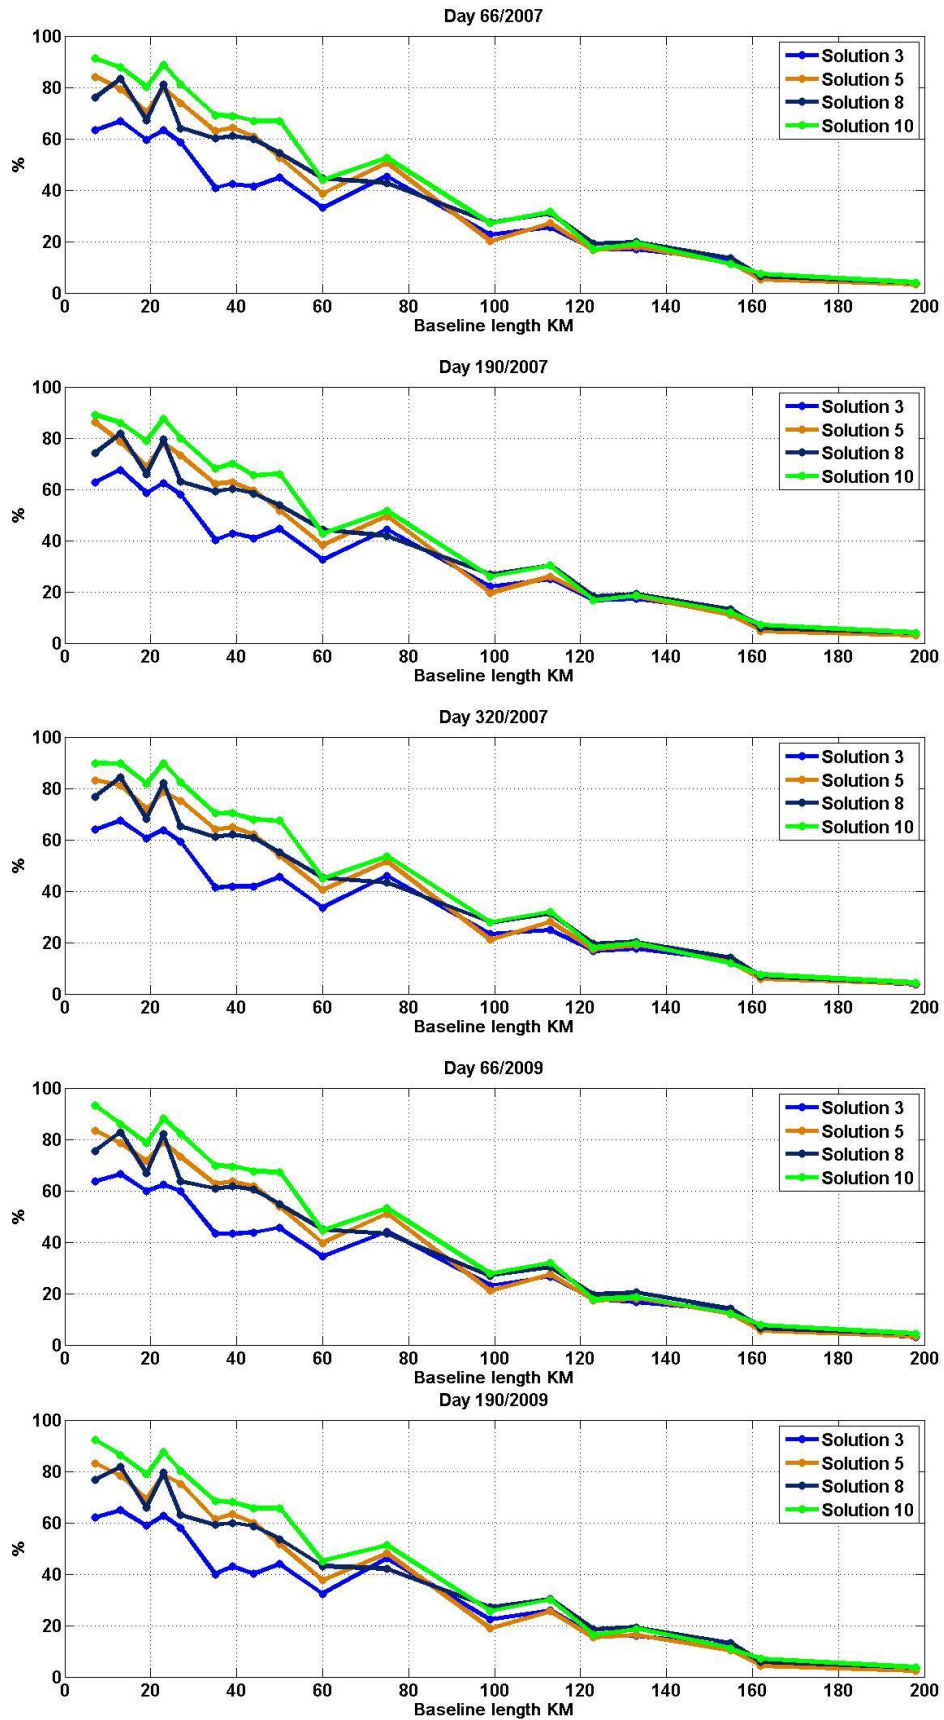 Day 66/2007
100
80
60
40
20
0
%
Solution 3
Solution 5
Solution 8
Solution 10
0 20 40 60 80 100 120 140 160 180 200
Baseline length KM
Day 190/2007
100
80
60
40
20
0
%
Solution 3
Solution 5
Solution 8
Solution 10
0 20 40 60 80 100 120 140 160 180 200
Baseline length KM
Day 320/2007
100
80
60
40
20
0
%
Solution 3
Solution 5
Solution 8
Solution 10
0 20 40 60 80 100 120 140 160 180 200
Baseline length KM
Day 66/2009
100
80
60
40
20
0
%
Solution 3
Solution 5
Solution 8
Solution 10
0 20 40 60 80 100 120 140 160 180 200
Baseline length KM
Day 190/2009
100
80
60
40
20
0
%
Solution 3
Solution 5
Solution 8
Solution 10
0 20 40 60 80 100 120 140 160 180 200
Baseline length KM